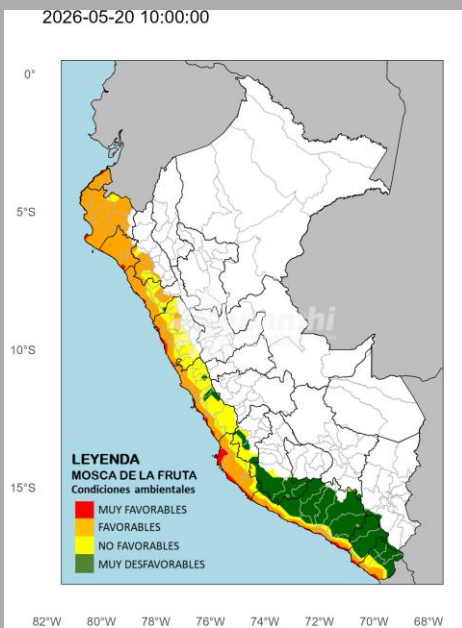 2026-05-20 10:00:00
0°
5°S
10°S
15°S
LEYENDA
MOSCA DE LA FRUTA
Condiciones ambientales
MUY FAVORABLES
FAVORABLES
NO FAVORABLES
MUY DESFAVORABLES
82°W 80°W 78°W 76°W 74°W 72°W 70°W 68°W